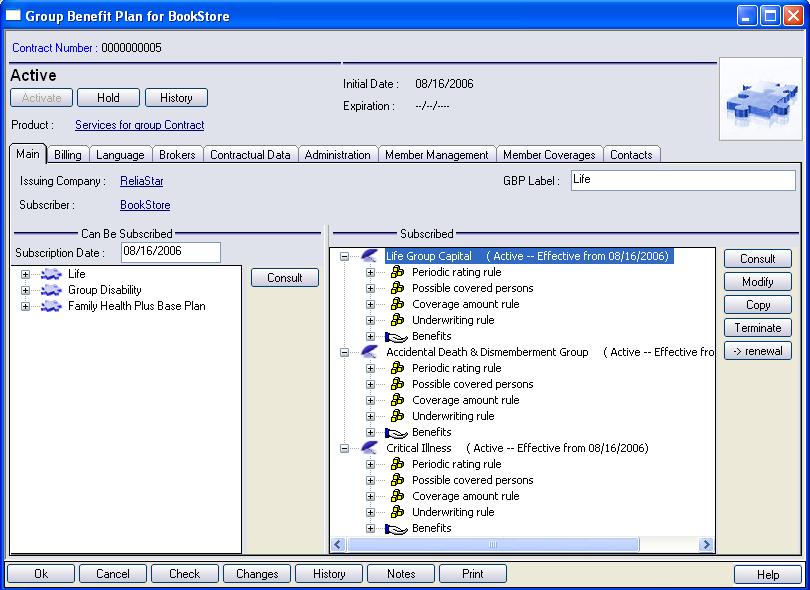 Group Benefit Plan for BookStore
Contract Number : 0000000005
Active
Activate Hold History
Initial Date : 08/16/2006
Expiration : --/--/----
Product : Services for group Contract
Main Billing Language Brokers Contractual Data Administration Member Management Member Coverages Contacts
Issuing Company : ReliaStar
GBP Label : Life
Subscriber : BookStore
Can Be Subscribed
Subscription Date : 08/16/2006
Life
Group Disability
Family Health Plus Base Plan
Consult
Subscribed
Life Group Capital ( Active -- Effective from 08/16/2006)
Periodic rating rule
Possible covered persons
Coverage amount rule
Underwriting rule
Benefits
Accidental Death & Dismemberment Group ( Active -- Effective fro
Periodic rating rule
Possible covered persons
Coverage amount rule
Underwriting rule
Benefits
Critical Illness ( Active -- Effective from 08/16/2006)
Periodic rating rule
Possible covered persons
Coverage amount rule
Underwriting rule
Benefits
Consult
Modify
Copy
Terminate
-> renewal
Ok Cancel Check Changes History Notes Print Help